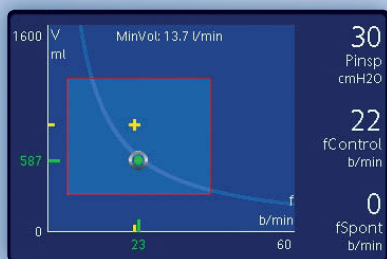 1600 V
ml
MinVol: 13.7 l/min
587
0
23
f
b/min
60
30
Pinsp
cmH2O
22
fControl
b/min
0
fSpont
b/min